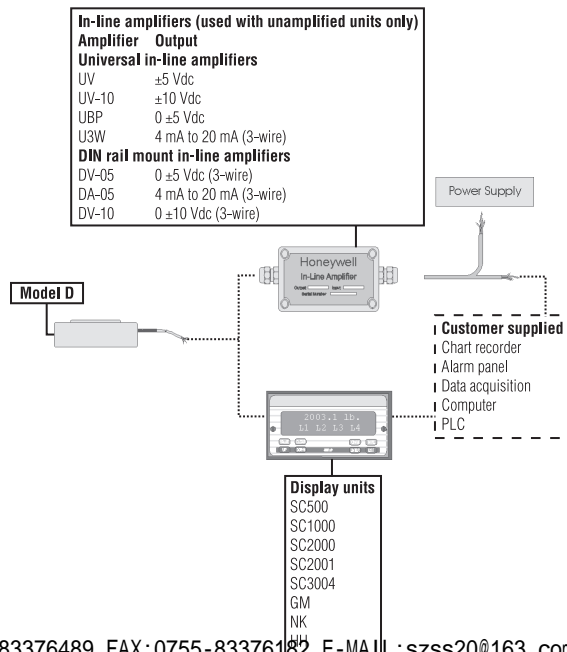 In-line amplifiers (used with unamplified units only)
Amplifier Output
Universal in-line amplifiers
UV ±5 Vdc
UV-10 ±10 Vdc
UBP 0 ±5 Vdc
U3W 4 mA to 20 mA (3-wire)
DIN rail mount in-line amplifiers
DV-05 0 ±5 Vdc (3-wire)
DA-05 4 mA to 20 mA (3-wire)
DV-10 0 ±10 Vdc (3-wire)
Power Supply
Honeywell
In-Line Amplifier
Output Input
Serial Number
Model D
Customer supplied
Chart recorder
Alarm panel
Data acquisition
Computer
PLC
2003.1 lb.
L1 L2 L3 L4
Display units
SC500
SC1000
SC2000
SC2001
SC3004
GM
NK
HH
83376489 FAX:0755-83376182 E-MAIL:szss20@163.com